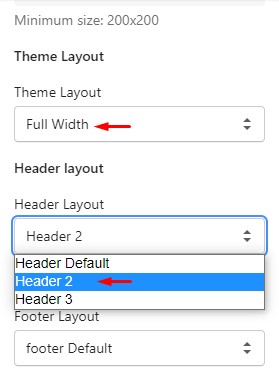 Minimum size: 200x200
Theme Layout
Theme Layout
Full Width
Header layout
Header Layout
Header 2
Header Default
Header 2
Header 3
Footer Layout
footer Default